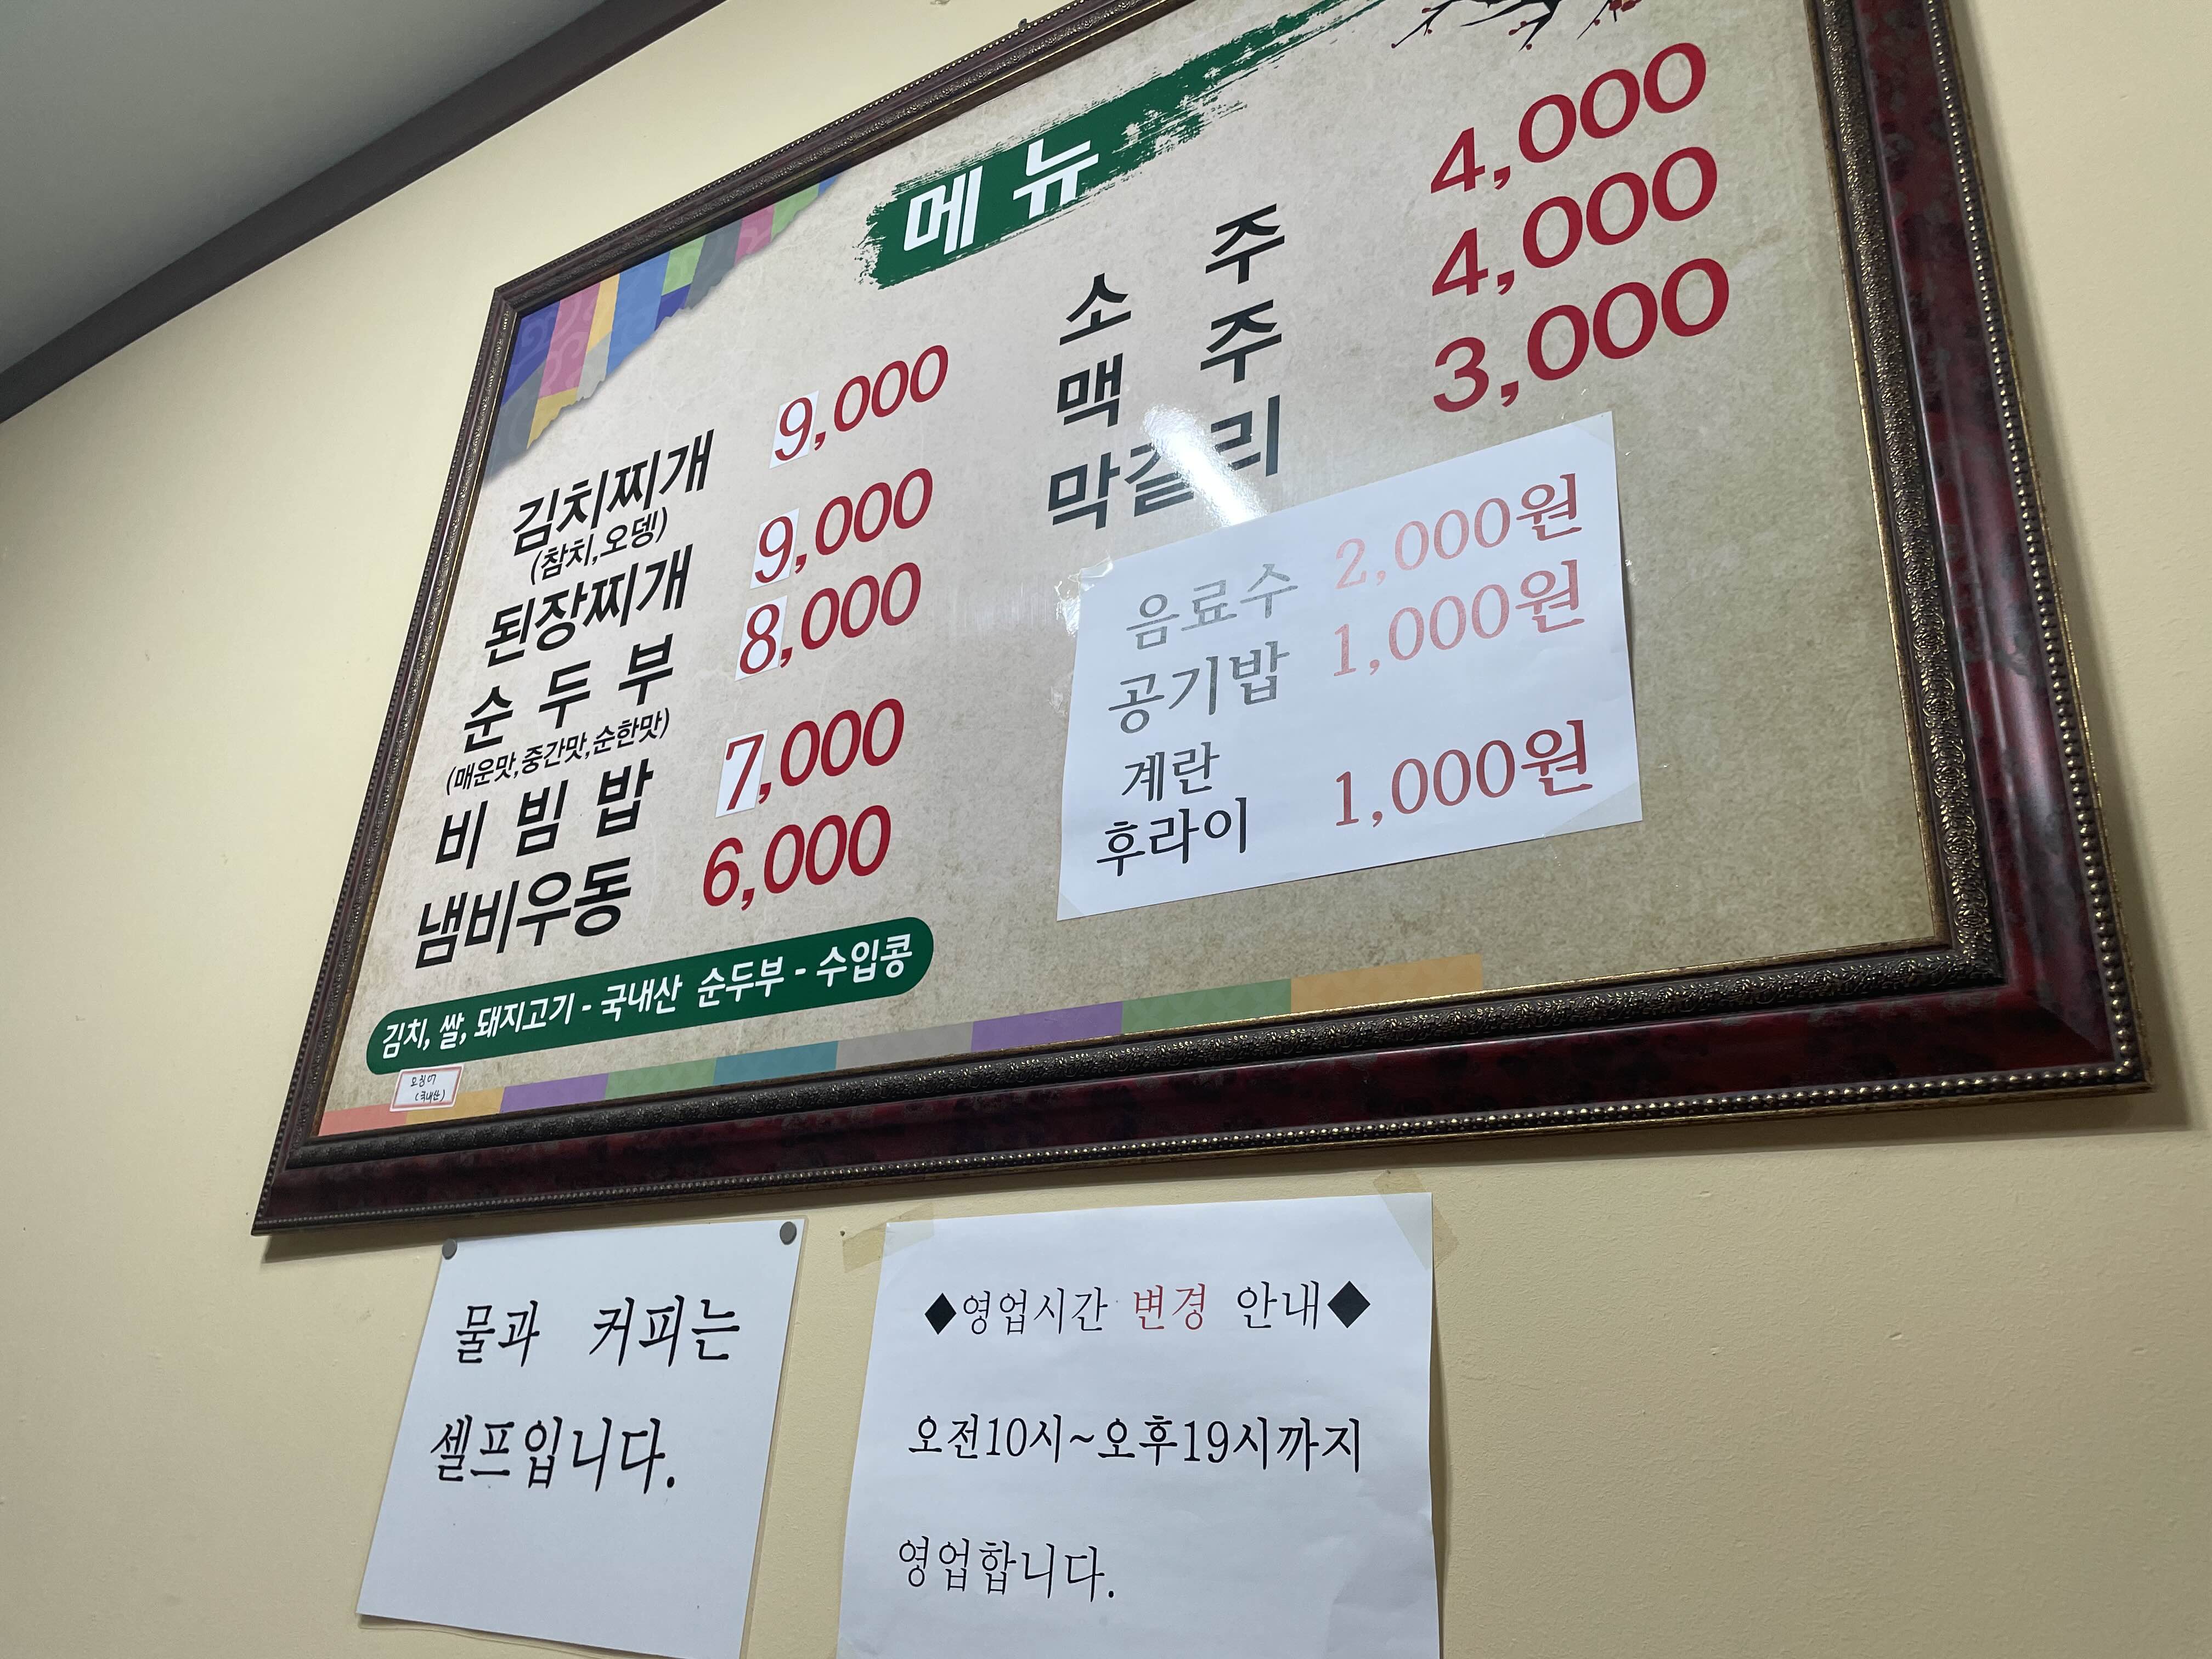 메뉴
김치찌개 9,000
(참치,오뎅)
된장찌개 9,000
순두부 8,000
(매운맛,중간맛,순한맛)
비빔밥 7,000
냄비우동 6,000
소주 4,000
맥주 4,000
막걸리 3,000
음료수 2,000원
공기밥 1,000원
계란
후라이 1,000원
김치, 쌀, 돼지고기 - 국내산 순두부 - 수입콩
오징어
(국내산)
물과 커피는
셀프입니다.
◆영업시간 변경 안내◆
오전10시~오후19시까지
영업합니다.